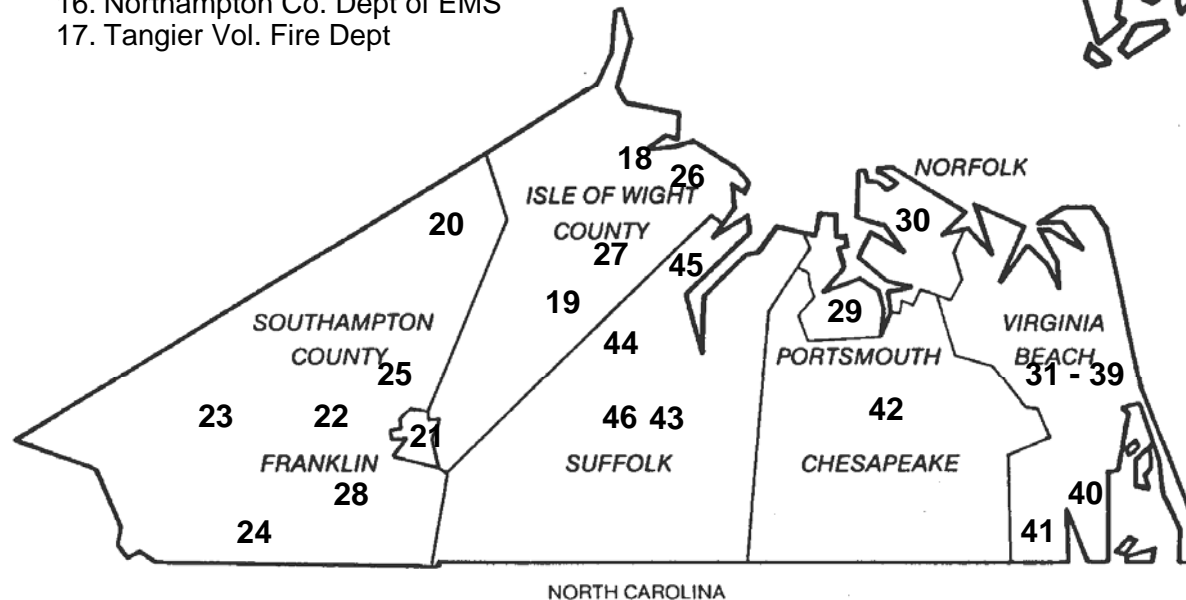 16. Northampton Co. Dept of EMS
17. Tangier Vol. Fire Dept
18
26
NORFOLK
ISLE OF WIGHT
COUNTY
20
30
27
45
19
29
SOUTHAMPTON
COUNTY
44
VIRGINIA
BEACH
PORTSMOUTH
25
31 - 39
23
22
21
46 43
42
FRANKLIN
SUFFOLK
CHESAPEAKE
28
40
24
41
NORTH CAROLINA